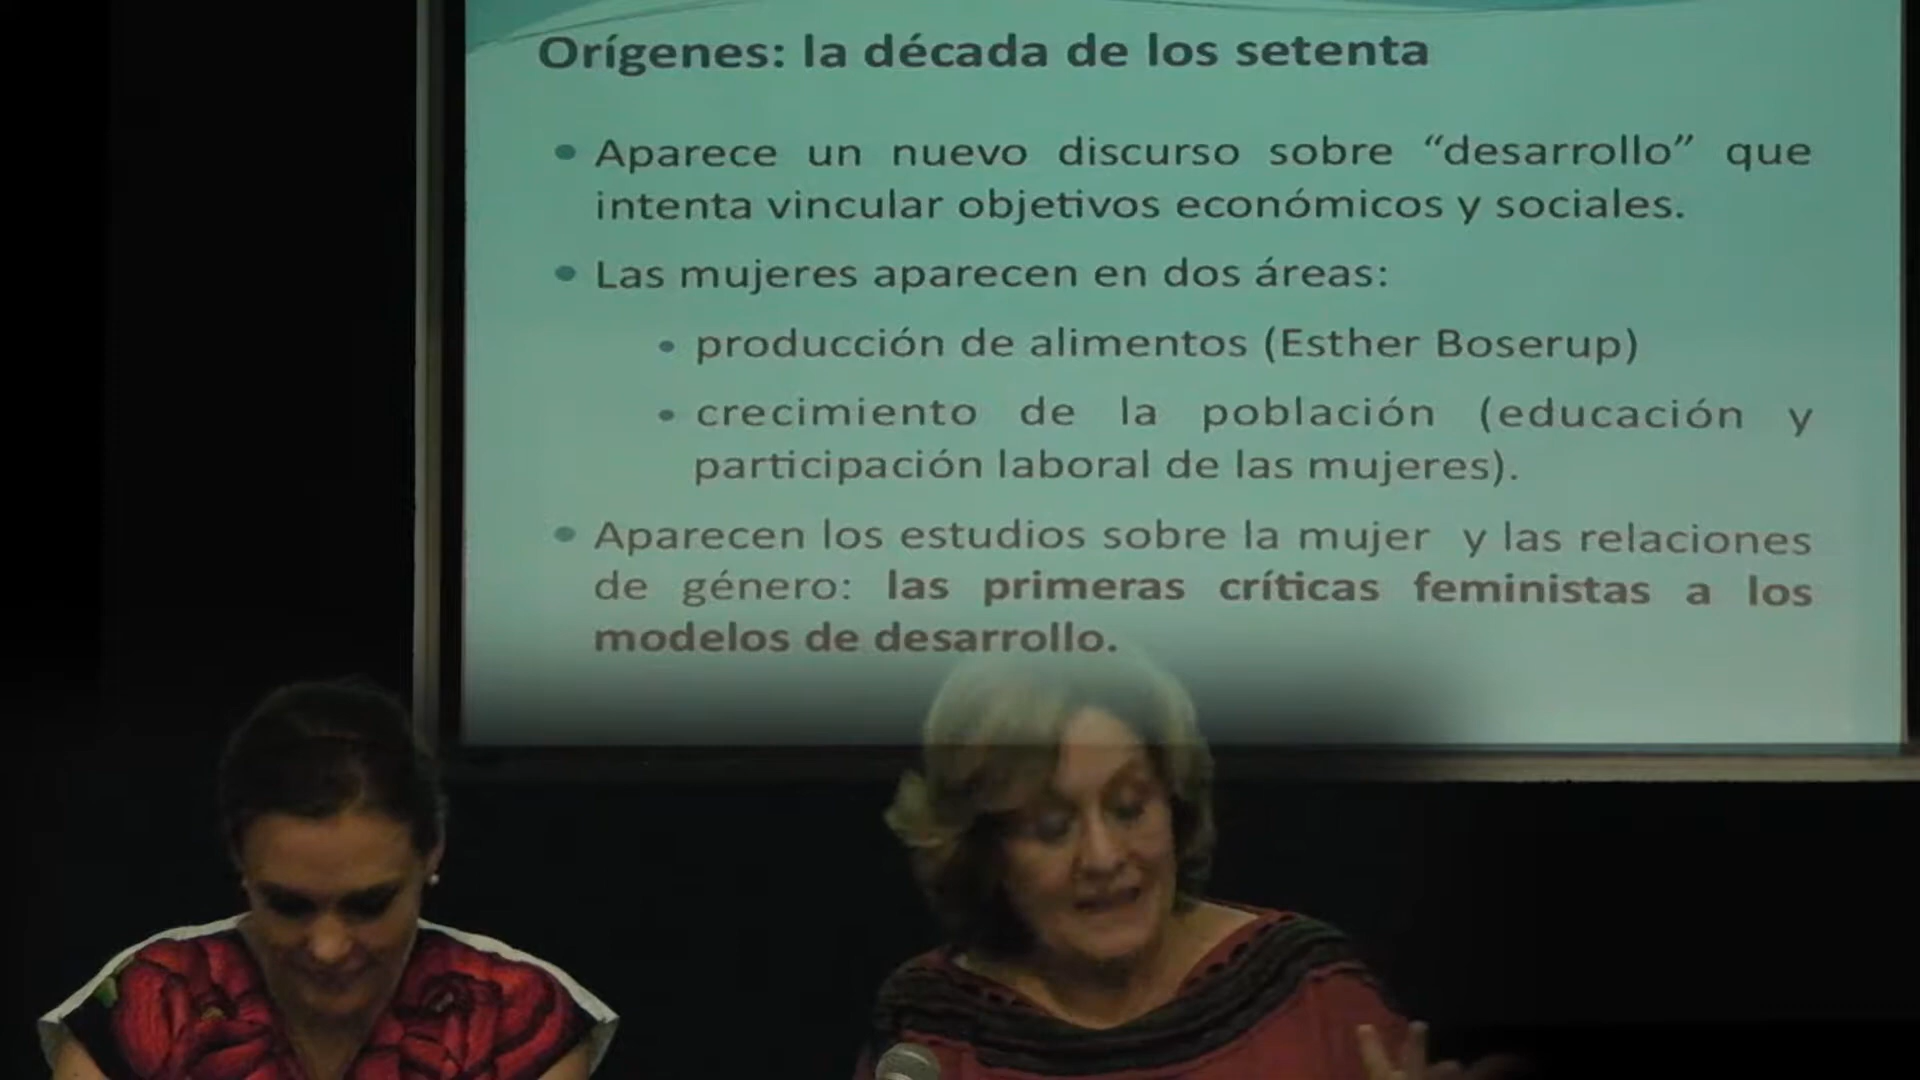 Orígenes: la década de los setenta
• Aparece un nuevo discurso sobre “desarrollo” que
intenta vincular objetivos económicos y sociales.
• Las mujeres aparecen en dos áreas:
• producción de alimentos (Esther Boserup)
• crecimiento de la población (educación y
participación laboral de las mujeres).
• Aparecen los estudios sobre la mujer y las relaciones
de género: las primeras críticas feministas a los
modelos de desarrollo.